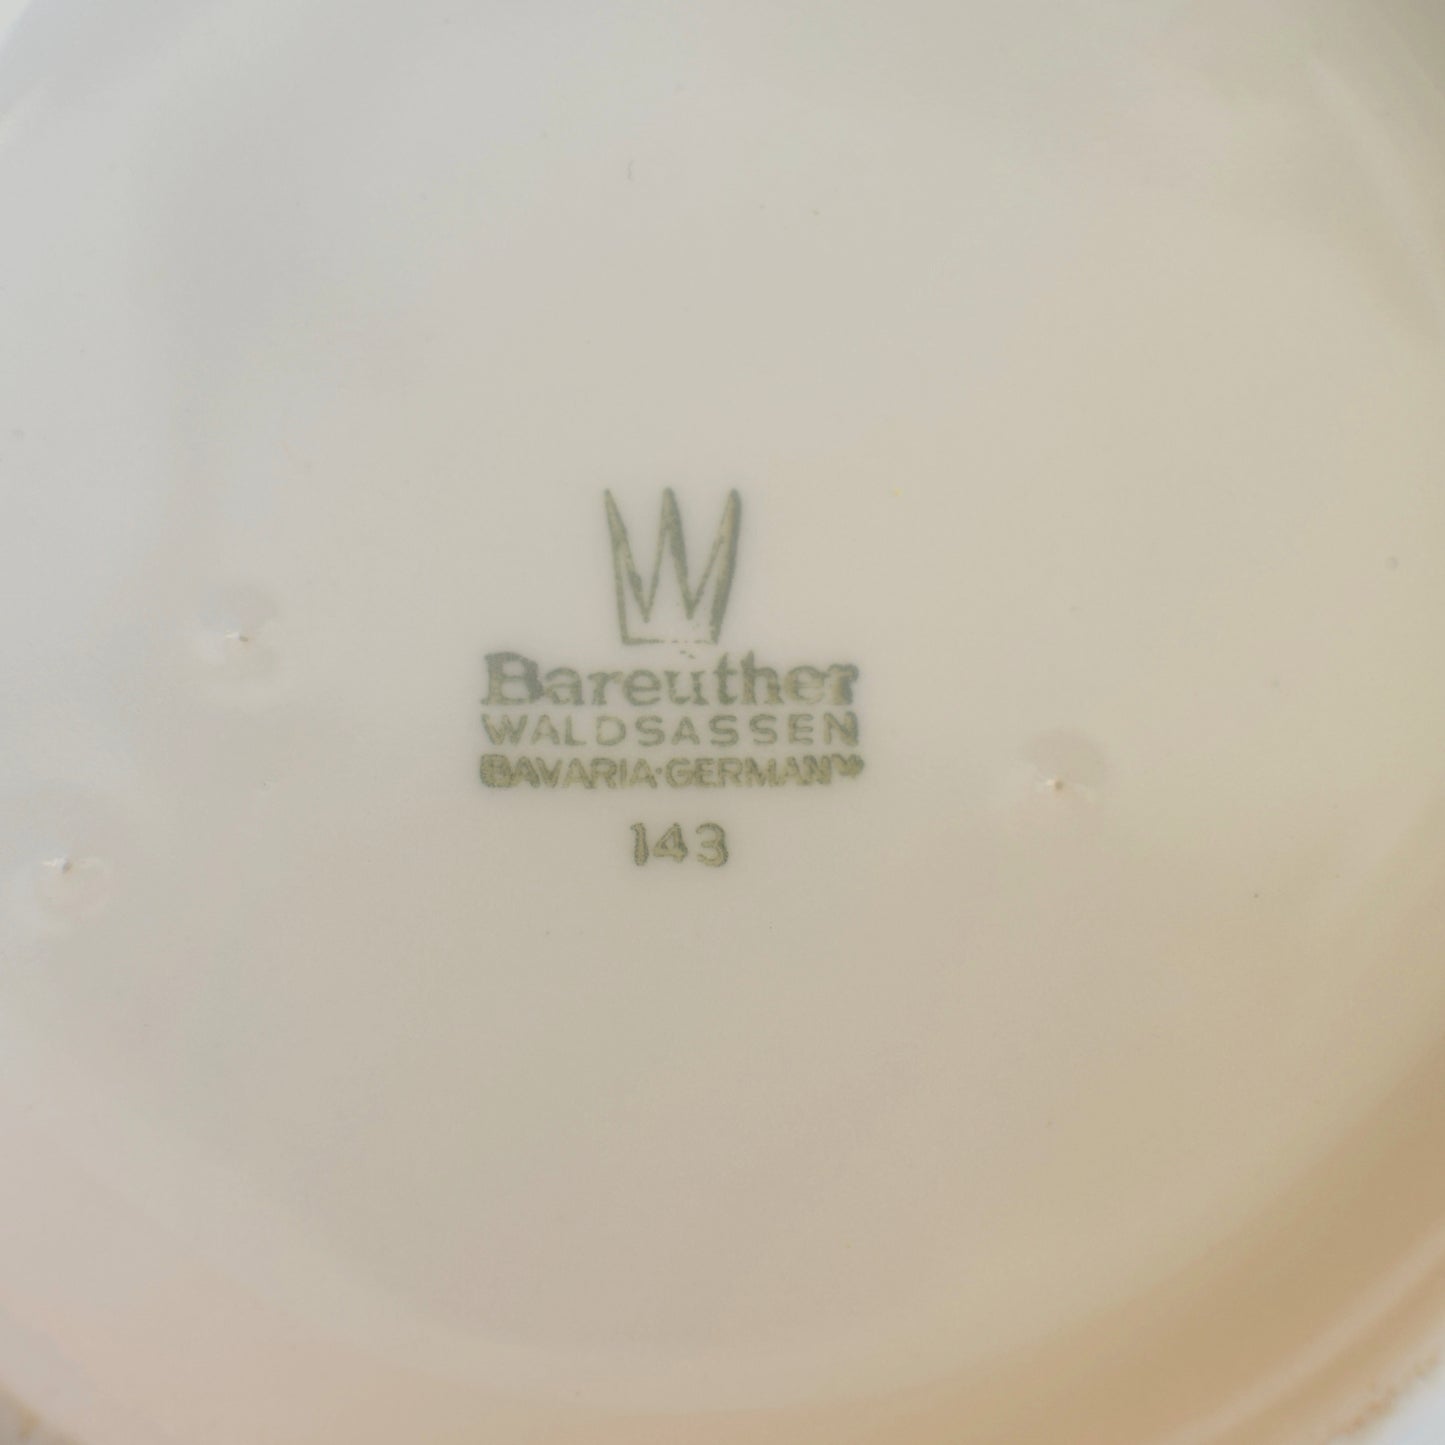 Bareuther
WALDSASSEN
BAVARIA·GERMANY
143